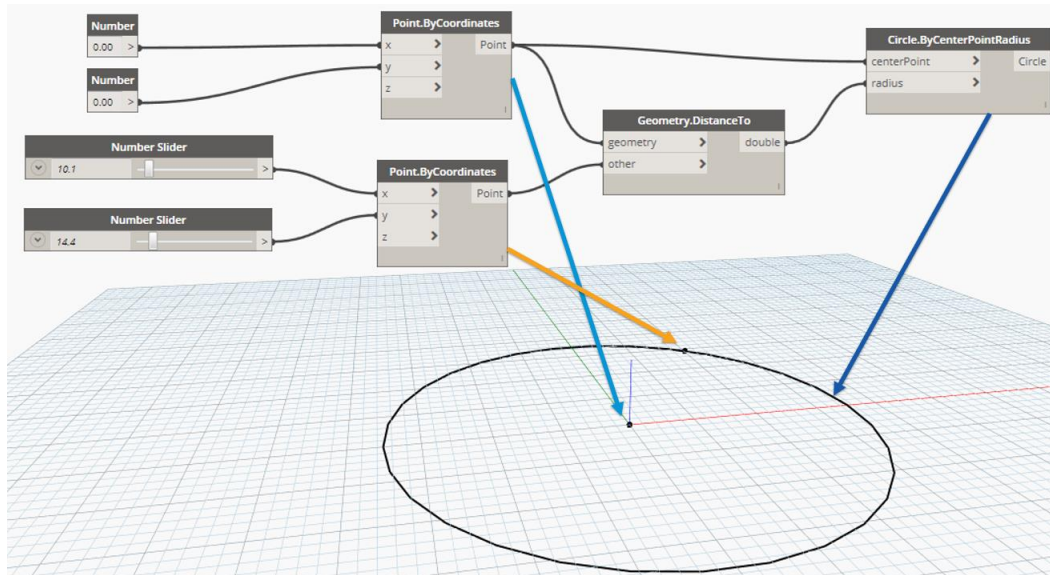 Number
0.00 >
Number
0.00 >
Number Slider
10.1 >
Number Slider
14.4 >
Point.ByCoordinates
x > Point
y >
z >
Point.ByCoordinates
x > Point
y >
z >
Geometry.DistanceTo
geometry > double
other >
Circle.ByCenterPointRadius
centerPoint > Circle
radius >